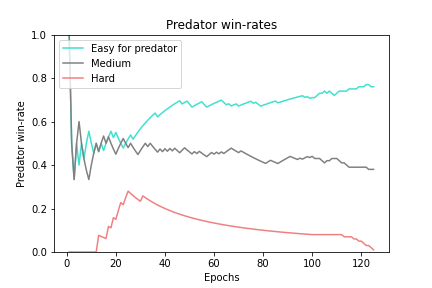 Predator win-rates
Easy for predator
Medium
Hard
Predator win-rate
1.0
0.8
0.6
0.4
0.2
0.0
0 20 40 60 80 100 120
Epochs